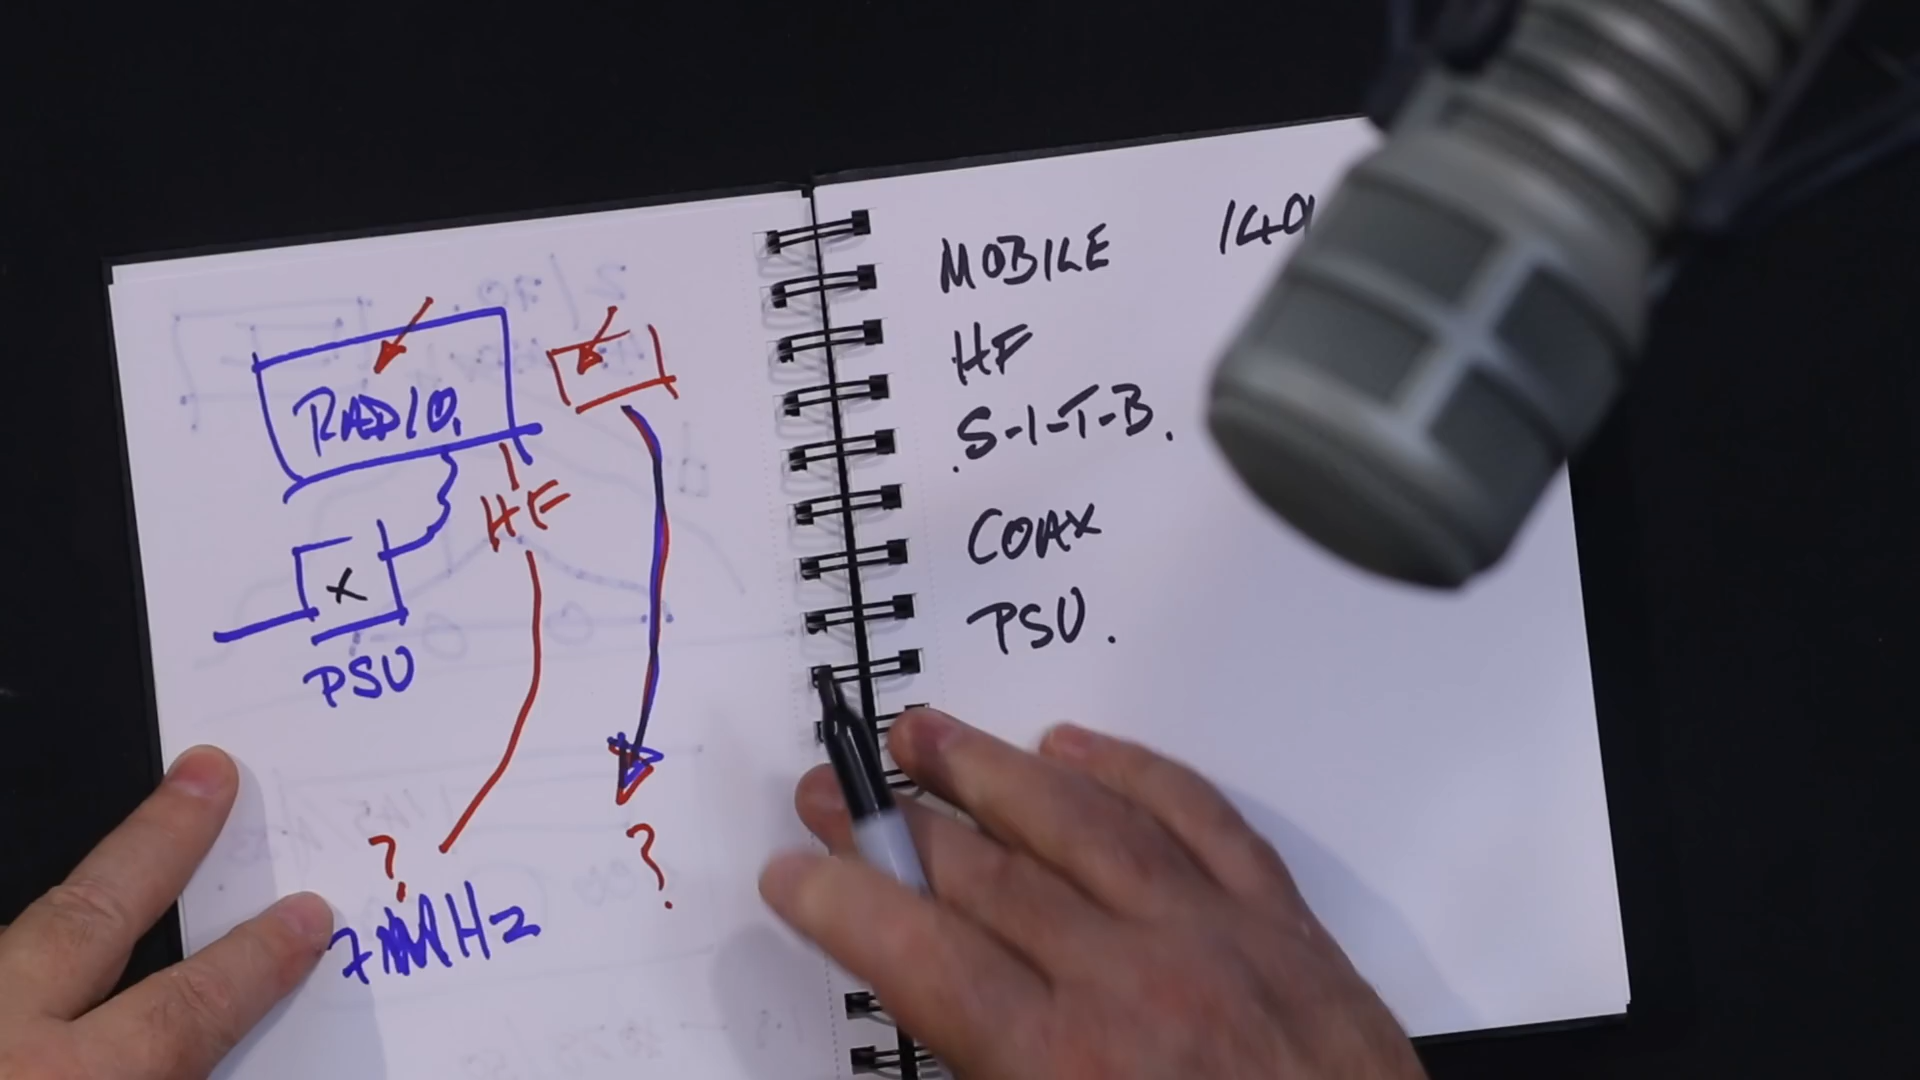 RADIO.
HF
X
PSU
?
?
7MHz
MOBILE
HF
.S-I-T-B.
COAX
PSU.